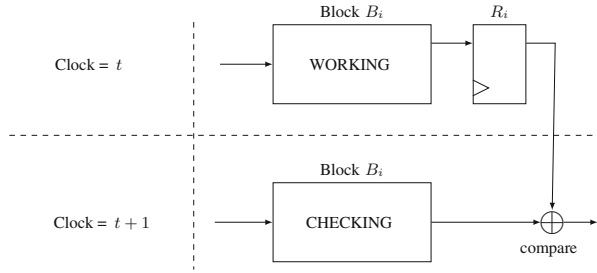 Block B_i
R_i
Clock = t
WORKING
Block B_i
Clock = t + 1
CHECKING
compare